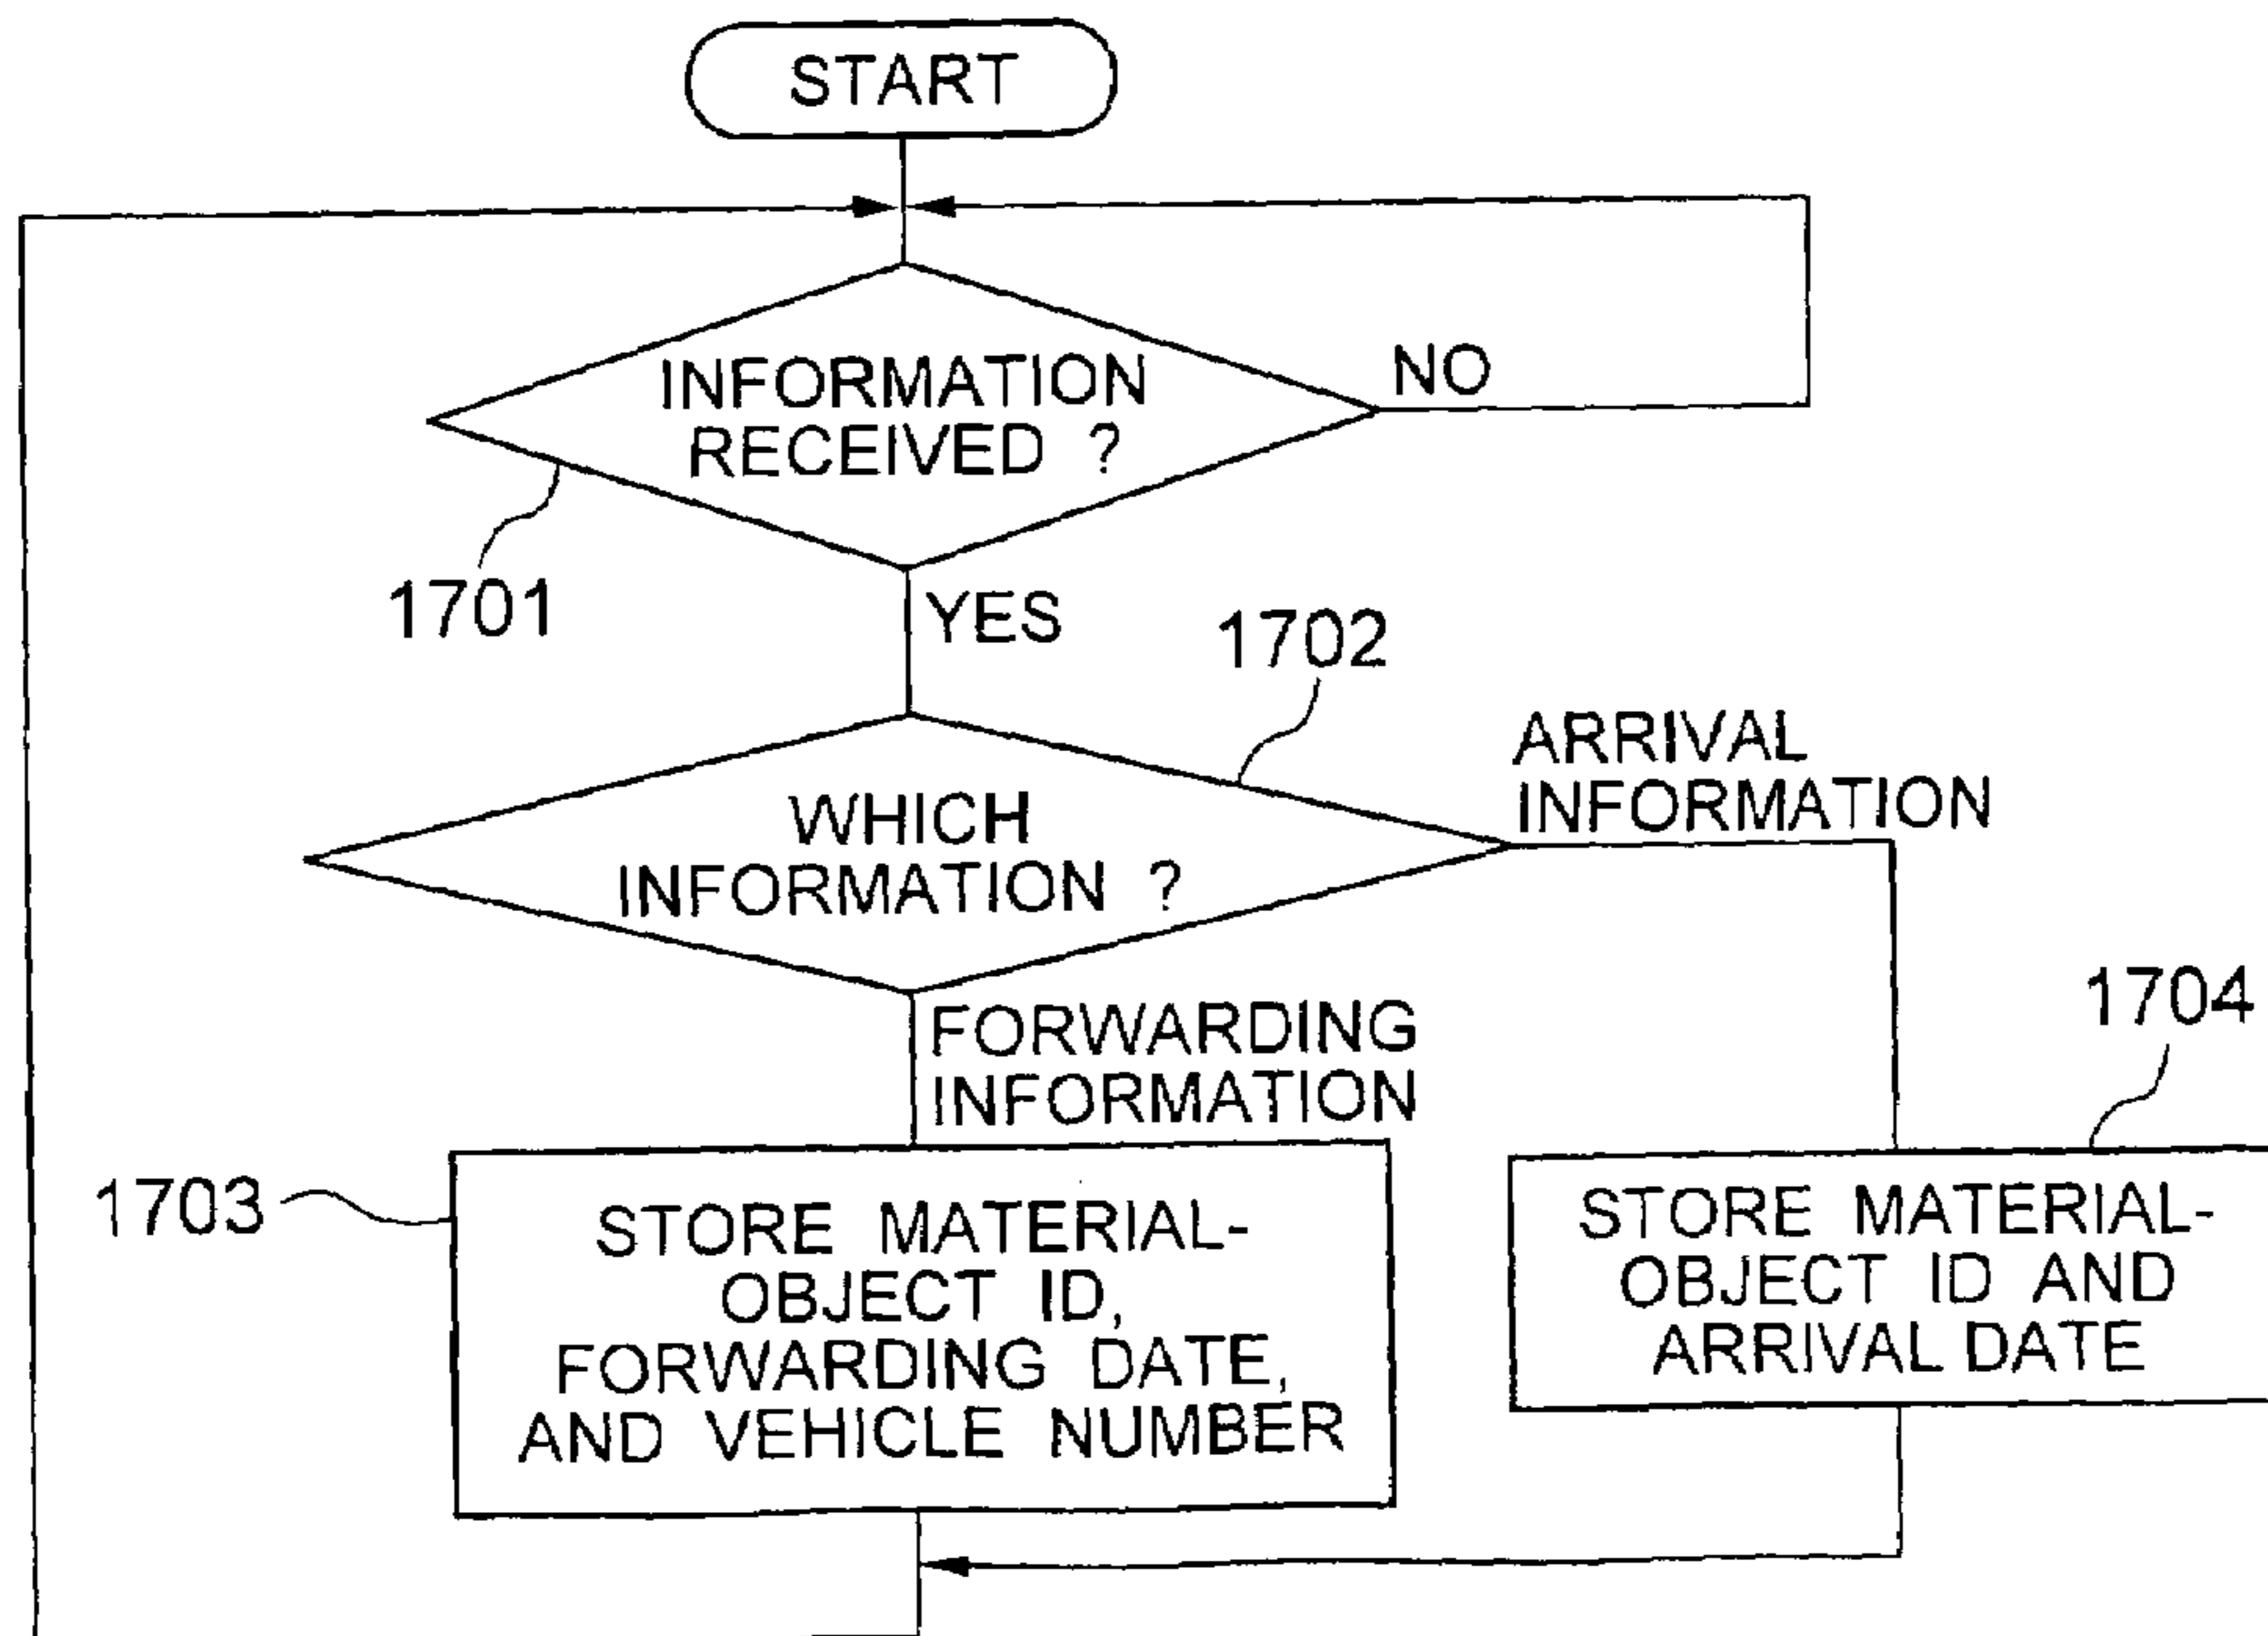 START
INFORMATION
RECEIVED ?
NO
1701
YES
1702
WHICH
INFORMATION ?
ARRIVAL
INFORMATION
FORWARDING
INFORMATION
1703
STORE MATERIAL-
OBJECT ID,
FORWARDING DATE,
AND VEHICLE NUMBER
1704
STORE MATERIAL-
OBJECT ID AND
ARRIVAL DATE